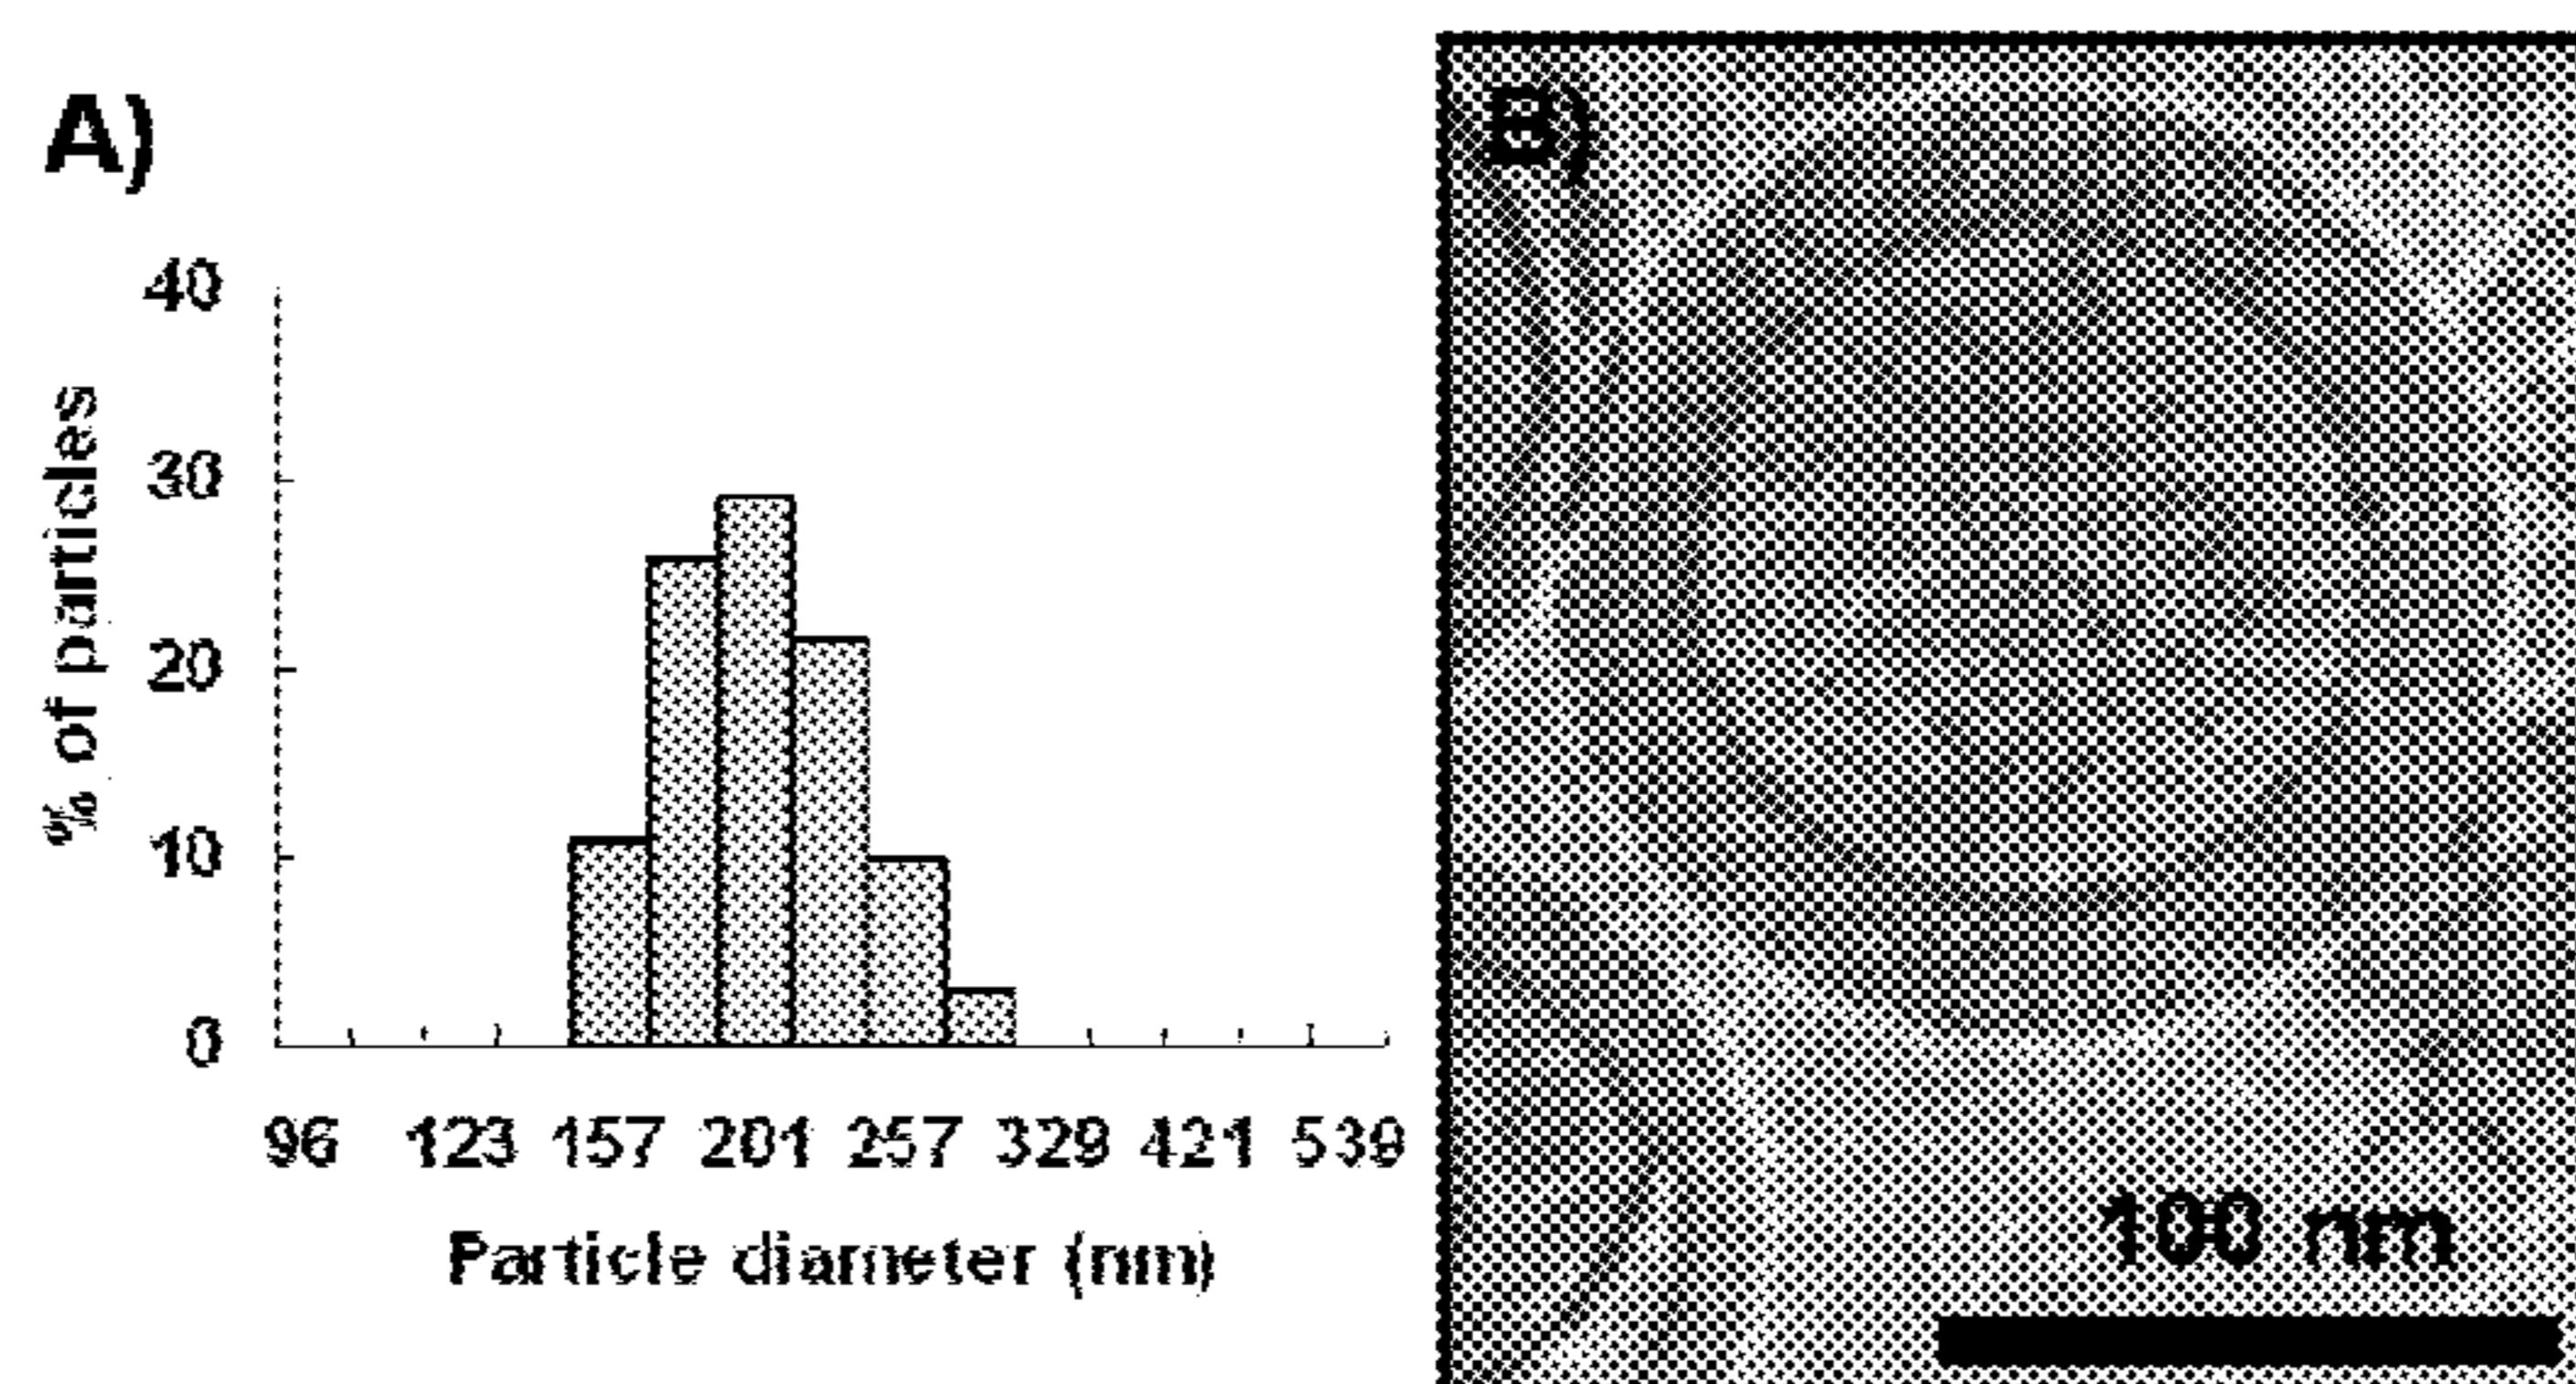 A)
40
30
20
10
0
% of particles
96 123 157 201 257 329 421 539
Particle diameter (nm)
B)
100 nm